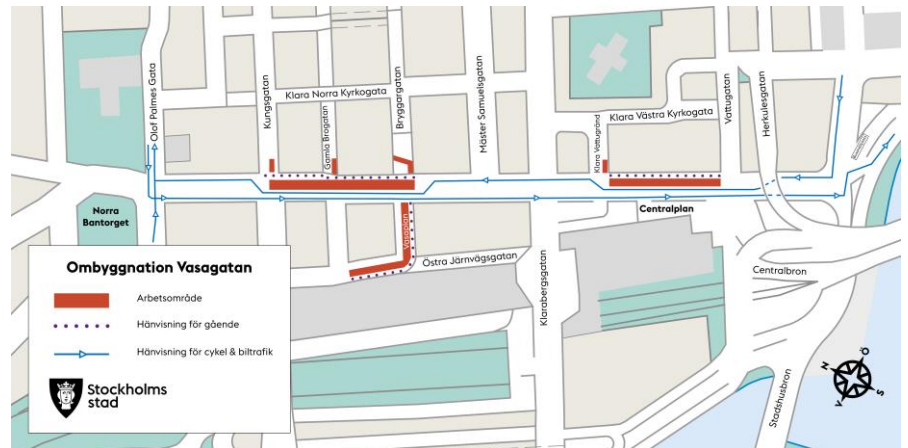 Olof Palmes Gata
Kungsgatan
Klara Norra Kyrkogata
Gamla Brogatan
Bryggargatan
Mäster Samuelsgatan
Klara Vattugränd
Klara Västra Kyrkogata
Vattugatan
Herkulesgatan
Norra
Bantorget
Vasaplan
Östra Järnvägsgatan
Klarabergsgatan
Centralplan
Centralbron
Stadshusbron
Ombyggnation Vasagatan
Arbetsområde
Hänvisning för gående
Hänvisning för cykel & biltrafik
Stockholms
stad
N
Ö
V
S